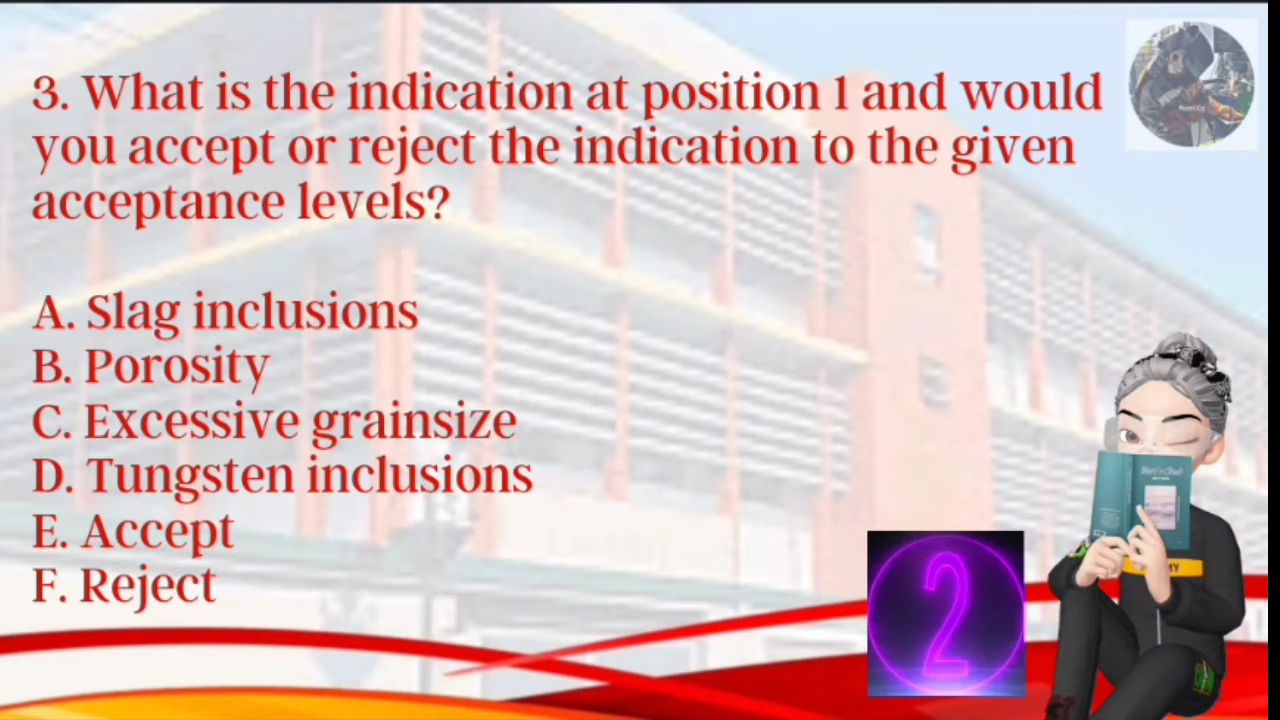 3. What is the indication at position 1 and would
you accept or reject the indication to the given
acceptance levels?
A. Slag inclusions
B. Porosity
C. Excessive grainsize
D. Tungsten inclusions
E. Accept
F. Reject
2